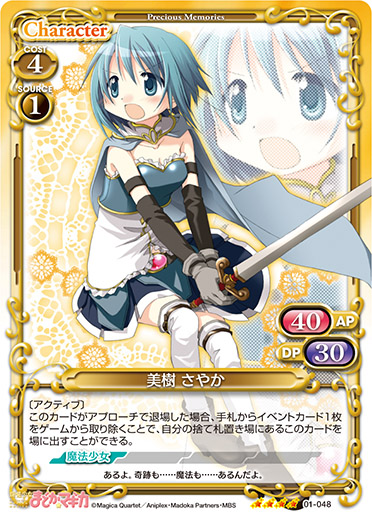 Precious Memories
Character
COST
4
SOURCE
1
40 AP
DP 30
美樹 さやか
［アクティブ］
このカードがアプローチで退場した場合、手札からイベントカード1枚
をゲームから取り除くことで、自分の捨て札置き場にあるこのカードを
場に出すことができる。
魔法少女
あるよ。奇跡も……魔法も……あるんだよ。
まどか☆マギカ
©Magica Quartet／Aniplex・Madoka Partners・MBS
01-048